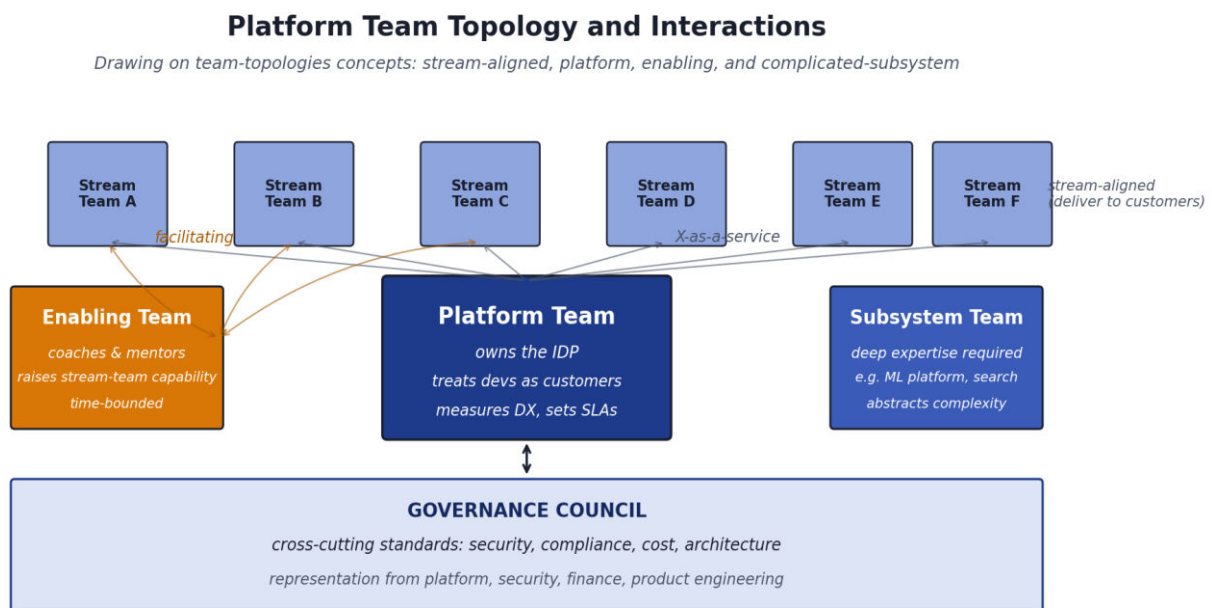 Platform Team Topology and Interactions
Drawing on team-topologies concepts: stream-aligned, platform, enabling, and complicated-subsystem
Stream
Team A
Stream
Team B
Stream
Team C
Stream
Team D
Stream
Team E
Stream
Team F
stream-aligned
(deliver to customers)
facilitating
X-as-a-service
Enabling Team
coaches & mentors
raises stream-team capability
time-bounded
Platform Team
owns the IDP
treats devs as customers
measures DX, sets SLAs
Subsystem Team
deep expertise required
e.g. ML platform, search
abstracts complexity
GOVERNANCE COUNCIL
cross-cutting standards: security, compliance, cost, architecture
representation from platform, security, finance, product engineering